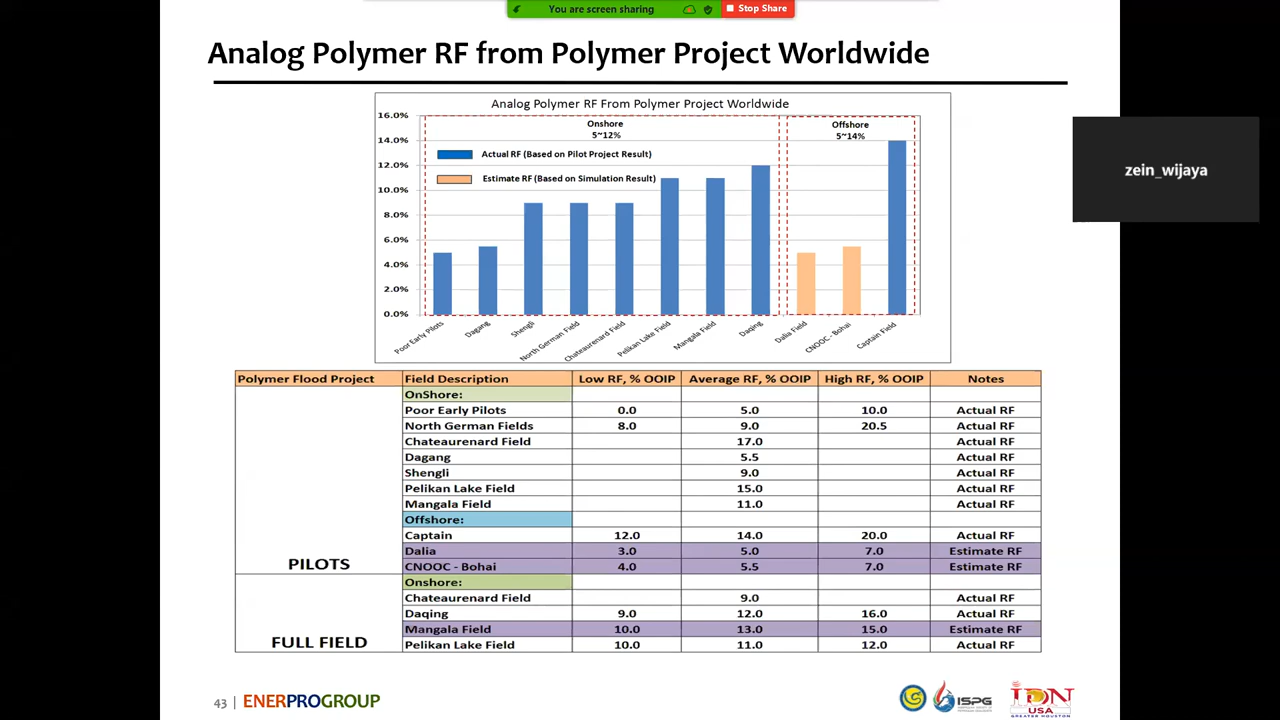 You are screen sharing
Stop Share
Analog Polymer RF from Polymer Project Worldwide
zein_wijaya
Analog Polymer RF From Polymer Project Worldwide
16.0%
14.0%
12.0%
10.0%
8.0%
6.0%
4.0%
2.0%
0.0%
Onshore
5~12%
Offshore
5~14%
Actual RF (Based on Pilot Project Result)
Estimate RF (Based on Simulation Result)
Poor Early Pilots
Dagang
Shengli
North German Field
Chateaurenard Field
Pelikan Lake Field
Mangala Field
Daqing
Dalia Field
CNOOC - Bohai
Captain Field
Polymer Flood Project Field Description Low RF, % OOIP Average RF, % OOIP High RF, % OOIP Notes
OnShore:
Poor Early Pilots 0.0 5.0 10.0 Actual RF
North German Fields 8.0 9.0 20.5 Actual RF
Chateaurenard Field 17.0 Actual RF
Dagang 5.5 Actual RF
Shengli 9.0 Actual RF
Pelikan Lake Field 15.0 Actual RF
Mangala Field 11.0 Actual RF
Offshore:
Captain 12.0 14.0 20.0 Actual RF
Dalia 3.0 5.0 7.0 Estimate RF
PILOTS CNOOC - Bohai 4.0 5.5 7.0 Estimate RF
Onshore:
Chateaurenard Field 9.0 Actual RF
Daqing 9.0 12.0 16.0 Actual RF
Mangala Field 10.0 13.0 15.0 Estimate RF
FULL FIELD Pelikan Lake Field 10.0 11.0 12.0 Actual RF
43 | ENERPROGROUP
ISPG
IDN
USA
GREATER HOUSTON